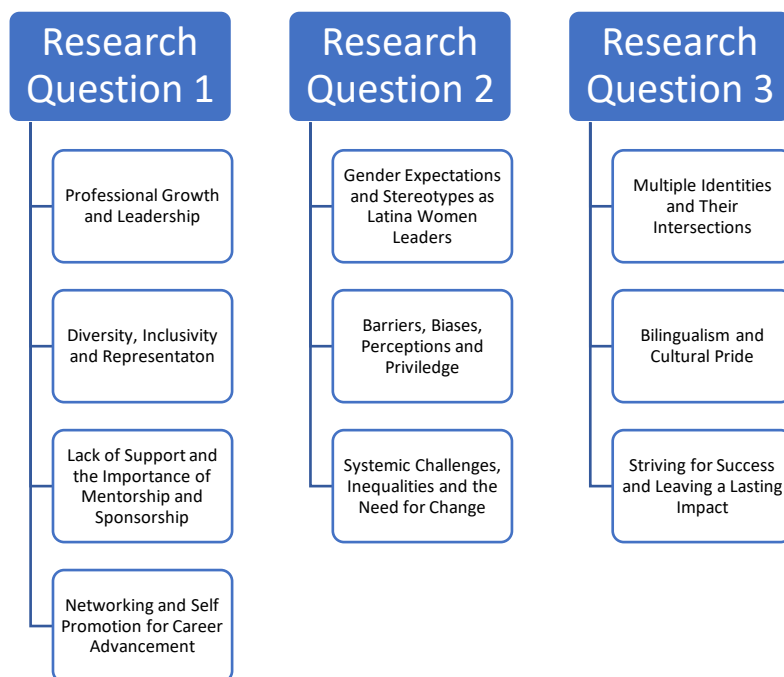 Research
Question 1
Professional Growth
and Leadership
Diversity, Inclusivity
and Representaton
Lack of Support and
the Importance of
Mentorship and
Sponsorship
Networking and Self
Promotion for Career
Advancement
Research
Question 2
Gender Expectations
and Stereotypes as
Latina Women
Leaders
Barriers, Biases,
Perceptions and
Priviledge
Systemic Challenges,
Inequalities and the
Need for Change
Research
Question 3
Multiple Identities
and Their
Intersections
Bilingualism and
Cultural Pride
Striving for Success
and Leaving a Lasting
Impact